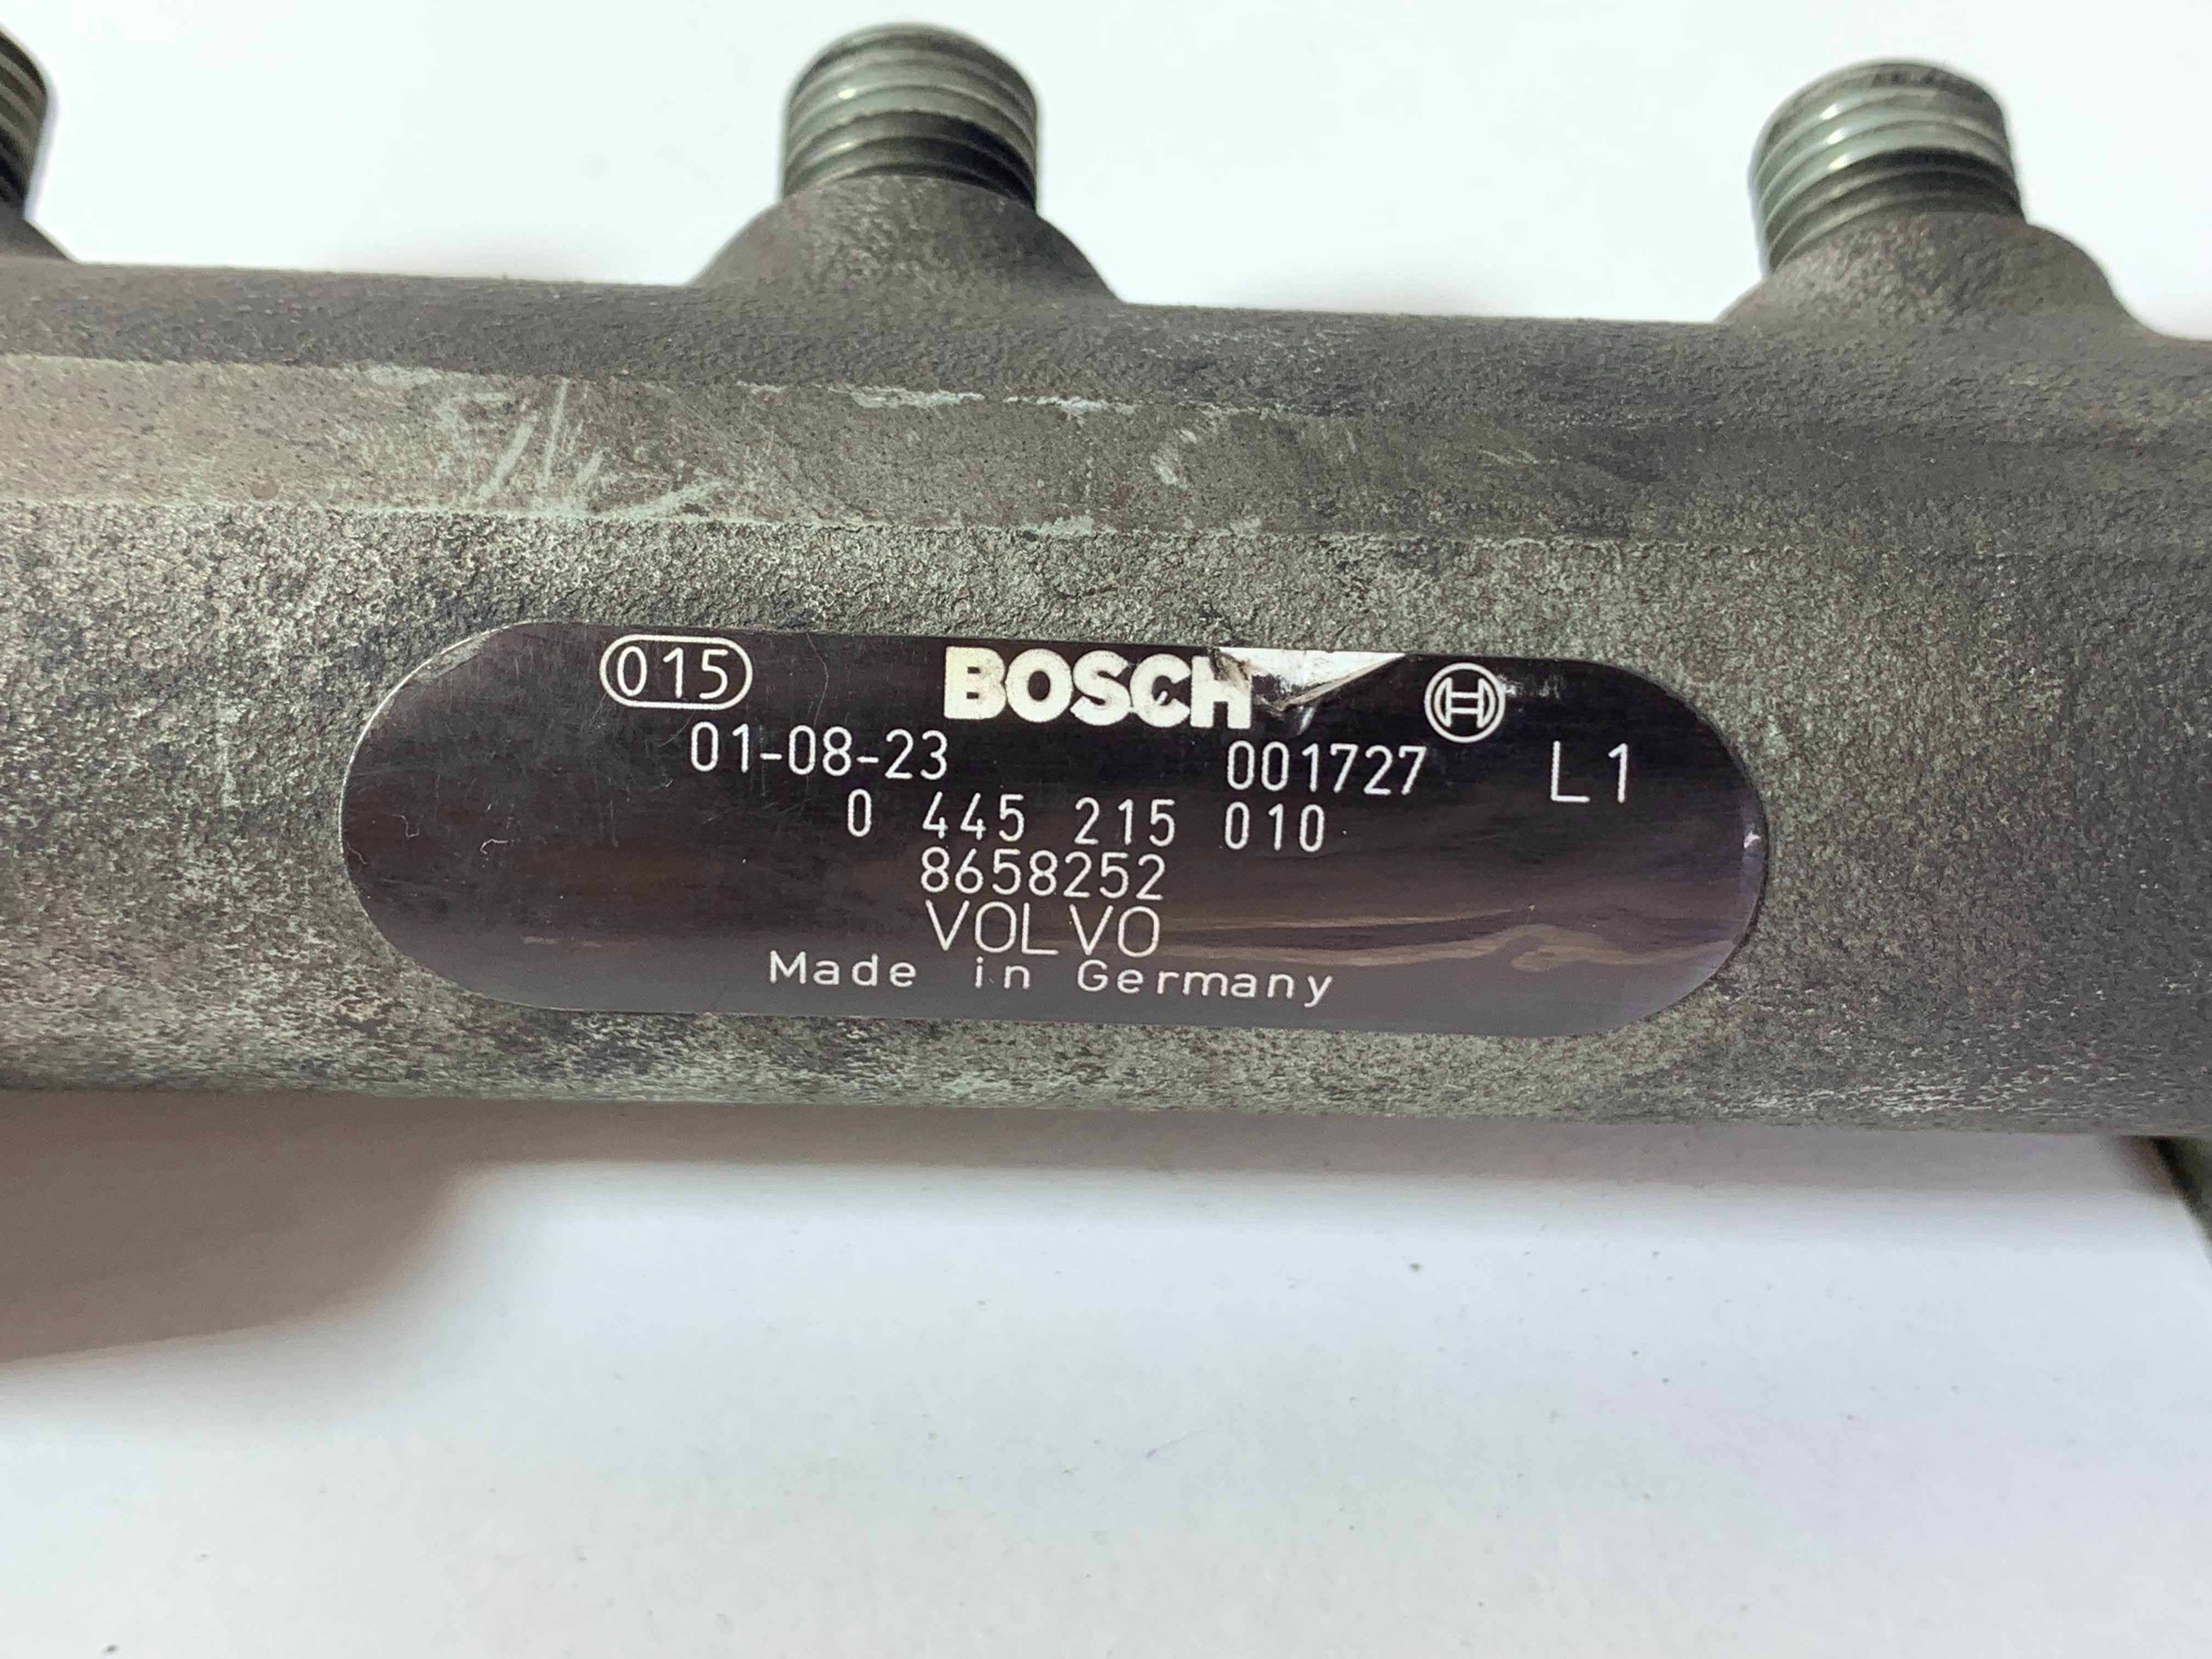 015 BOSCH
01-08-23 001727 L1
0 445 215 010
8658252
VOLVO
Made in Germany